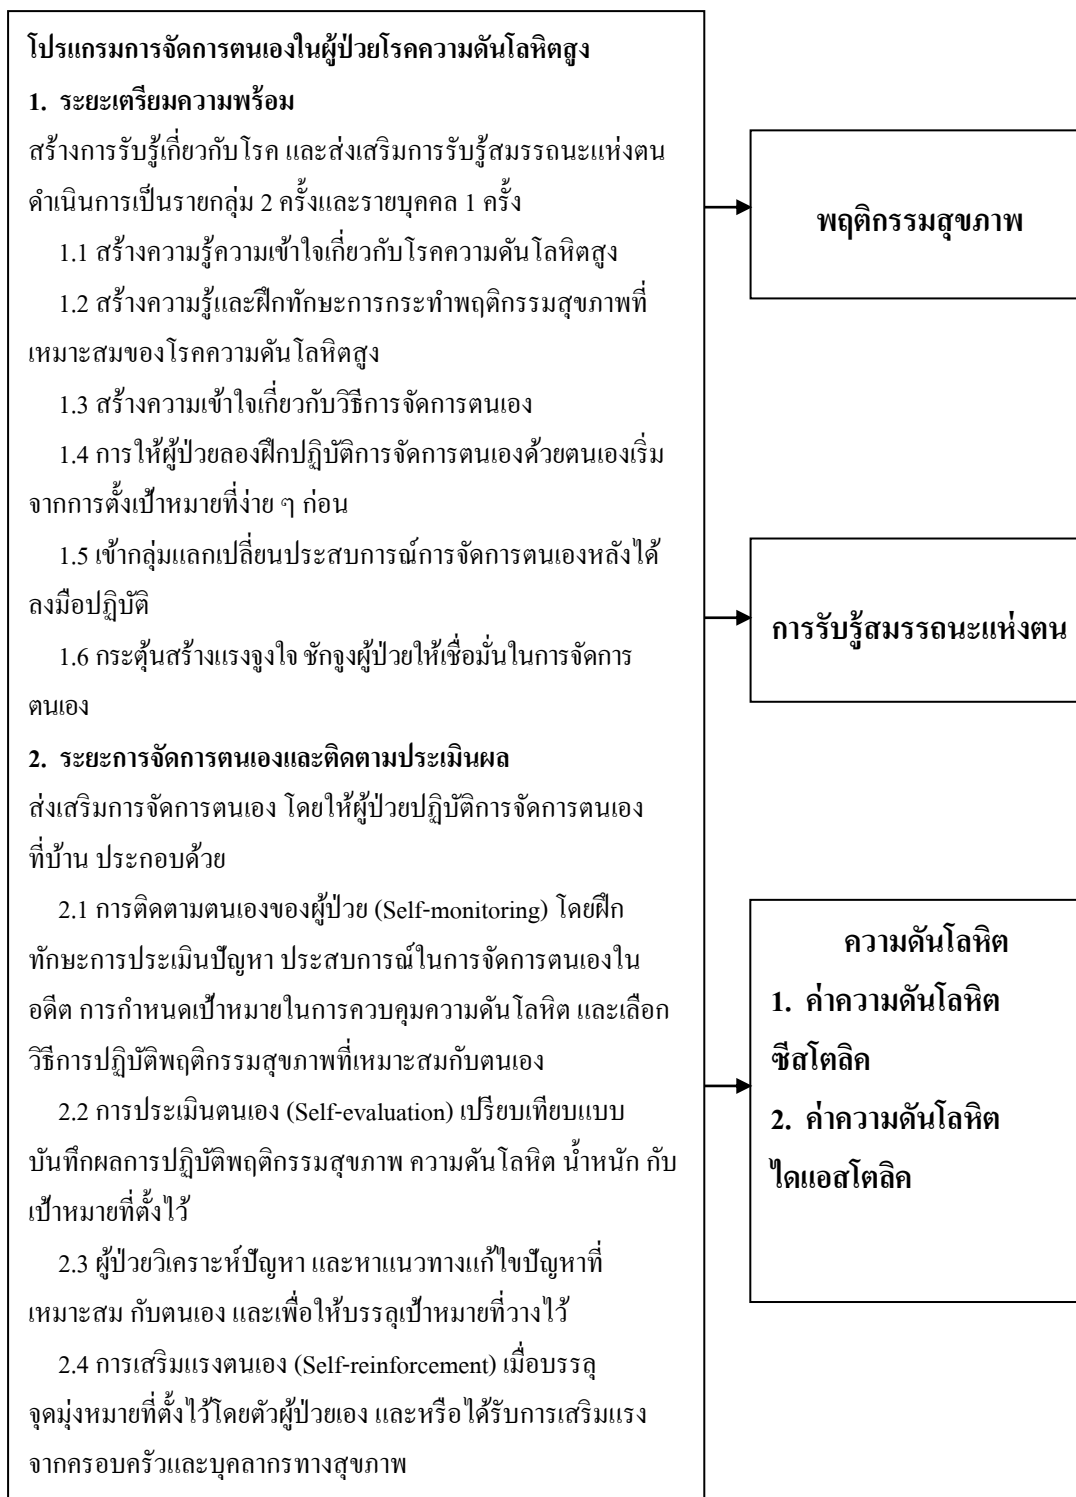 โปรแกรมการจัดการตนเองในผู้ป่วยโรคความดันโลหิตสูง
1. ระยะเตรียมความพร้อม
สร้างการรับรู้เกี่ยวกับโรค และส่งเสริมการรับรู้สมรรถนะแห่งตน
ดำเนินการเป็นรายกลุ่ม 2 ครั้งและรายบุคคล 1 ครั้ง
1.1 สร้างความรู้ความเข้าใจเกี่ยวกับโรคความดันโลหิตสูง
1.2 สร้างความรู้และฝึกทักษะการกระทำพฤติกรรมสุขภาพที่
เหมาะสมของโรคความดันโลหิตสูง
1.3 สร้างความเข้าใจเกี่ยวกับวิธีการจัดการตนเอง
1.4 การให้ผู้ป่วยลองฝึกปฏิบัติการจัดการตนเองด้วยตนเองเริ่ม
จากการตั้งเป้าหมายที่ง่าย ๆ ก่อน
1.5 เข้ากลุ่มแลกเปลี่ยนประสบการณ์การจัดการตนเองหลังได้
ลงมือปฏิบัติ
1.6 กระตุ้นสร้างแรงจูงใจ ชักจูงผู้ป่วยให้เชื่อมั่นในการจัดการ
ตนเอง
2. ระยะการจัดการตนเองและติดตามประเมินผล
ส่งเสริมการจัดการตนเอง โดยให้ผู้ป่วยปฏิบัติการจัดการตนเอง
ที่บ้าน ประกอบด้วย
2.1 การติดตามตนเองของผู้ป่วย (Self-monitoring) โดยฝึก
ทักษะการประเมินปัญหา ประสบการณ์ในการจัดการตนเองใน
อดีต การกำหนดเป้าหมายในการควบคุมความดันโลหิต และเลือก
วิธีการปฏิบัติพฤติกรรมสุขภาพที่เหมาะสมกับตนเอง
2.2 การประเมินตนเอง (Self-evaluation) เปรียบเทียบแบบ
บันทึกผลการปฏิบัติพฤติกรรมสุขภาพ ความดันโลหิต น้ำหนัก กับ
เป้าหมายที่ตั้งไว้
2.3 ผู้ป่วยวิเคราะห์ปัญหา และหาแนวทางแก้ไขปัญหาที่
เหมาะสม กับตนเอง และเพื่อให้บรรลุเป้าหมายที่วางไว้
2.4 การเสริมแรงตนเอง (Self-reinforcement) เมื่อบรรลุ
จุดมุ่งหมายที่ตั้งไว้โดยตัวผู้ป่วยเอง และหรือได้รับการเสริมแรง
จากครอบครัวและบุคลากรทางสุขภาพ
พฤติกรรมสุขภาพ
การรับรู้สมรรถนะแห่งตน
ความดันโลหิต
1. ค่าความดันโลหิต
ซีสโตลิค
2. ค่าความดันโลหิต
ไดแอสโตลิค